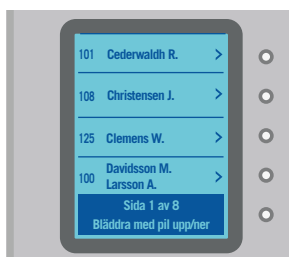 101 Cederwaldh R. >
108 Christensen J. >
125 Clemens W. >
100 Davidsson M.
Larsson A. >
Sida 1 av 8
Bläddra med pil upp/ner